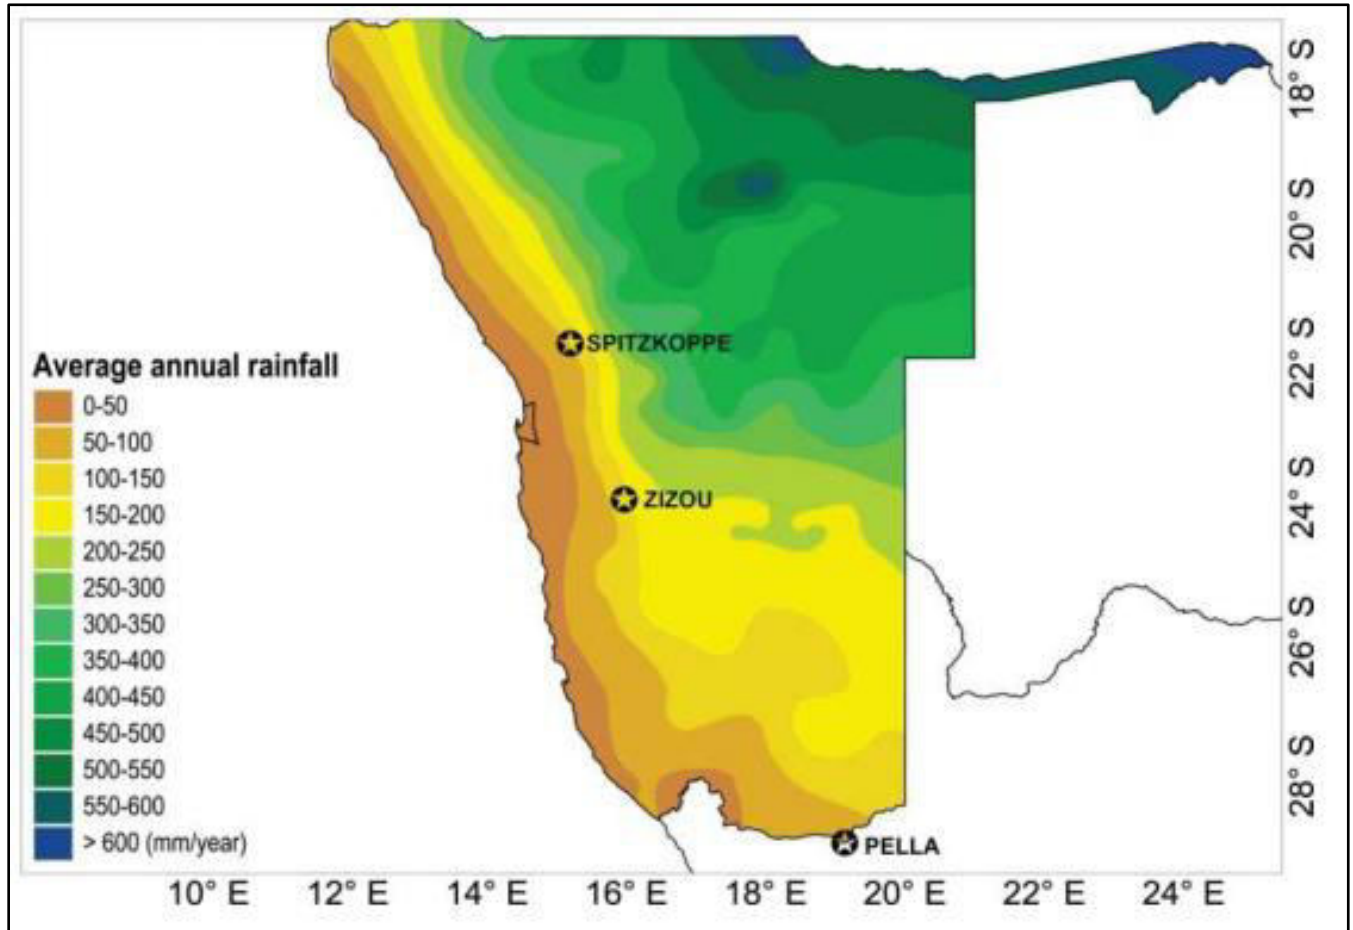 18° S
20° S
SPITZKOPPE
22° S
Average annual rainfall
0-50
50-100
100-150
150-200
200-250
250-300
300-350
350-400
400-450
450-500
500-550
550-600
> 600 (mm/year)
ZIZOU
24° S
26° S
28° S
PELLA
10° E
12° E
14° E
16° E
18° E
20° E
22° E
24° E